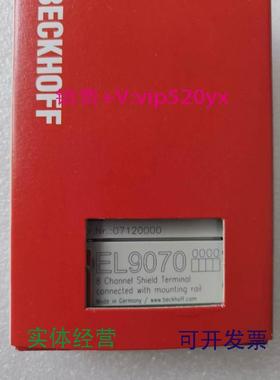 BECKHOFF
销售+V:vip520yx
Nr.:07120000
EL9070 0000
8 Channel Shield Terminal
connected with mounting rail
Made in Germany / www.beckhoff.com
实体经营
可开发票